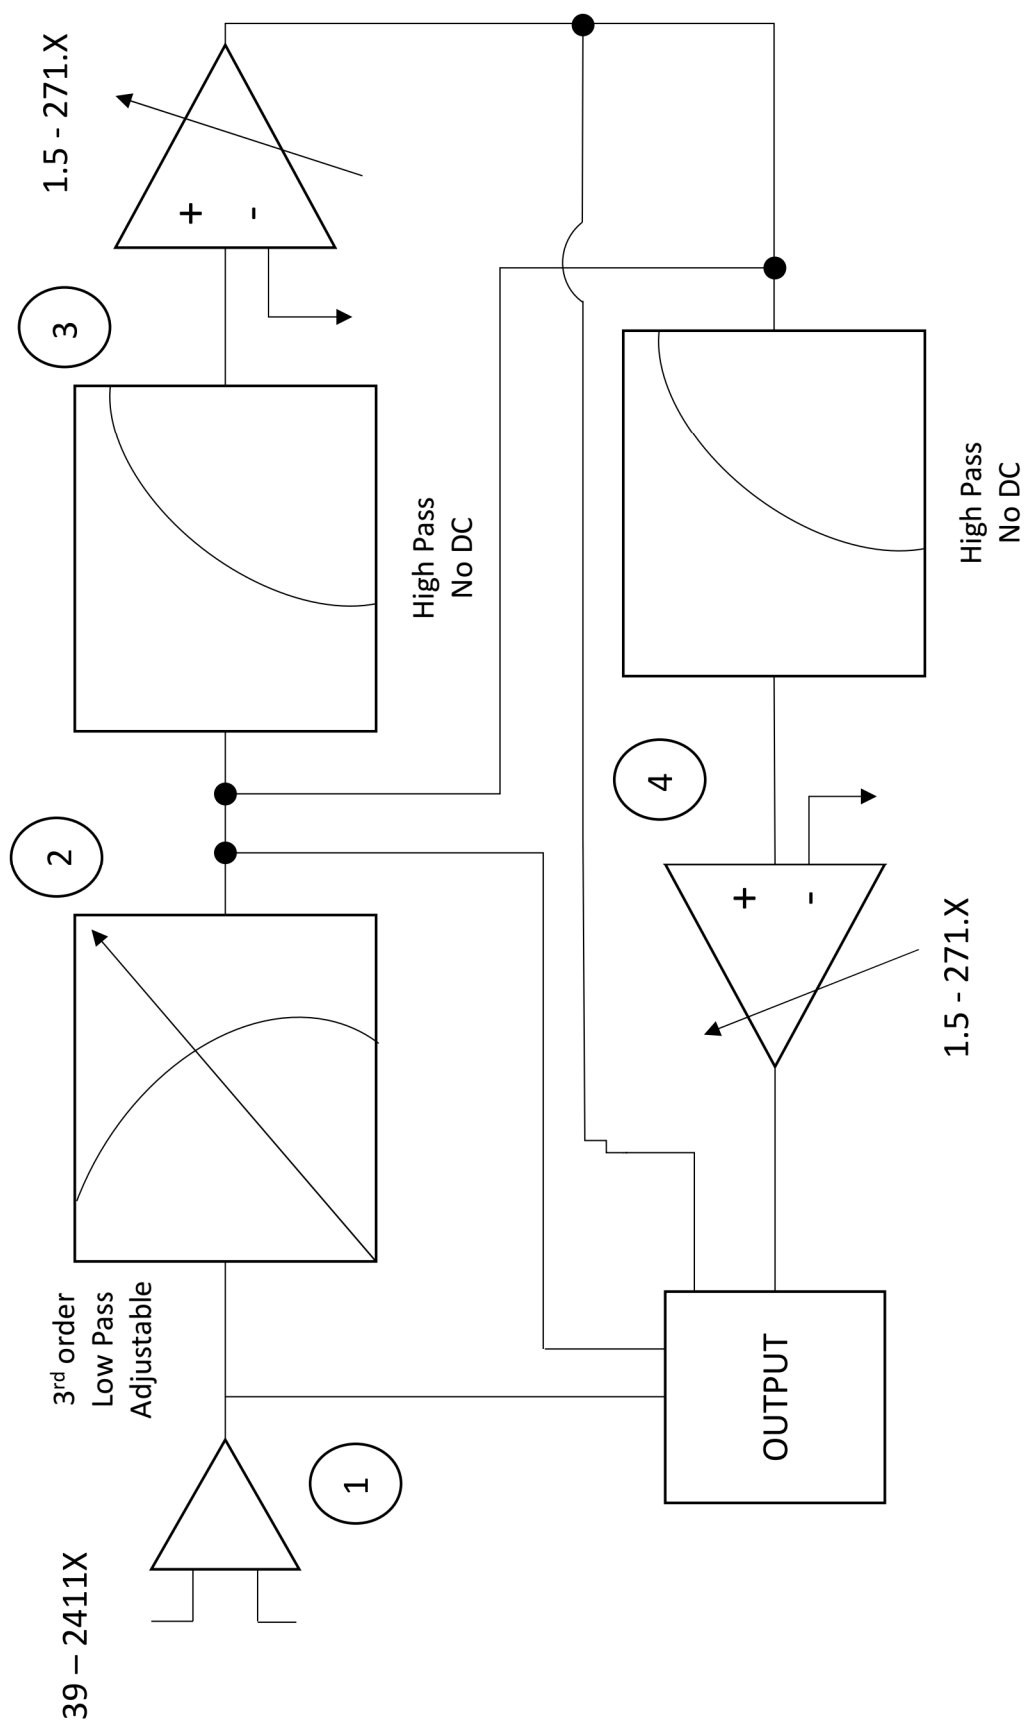 39 – 2411X
1
3rd order
Low Pass
Adjustable
2
High Pass
No DC
3
+
-
1.5 - 271.X
OUTPUT
1.5 - 271.X
+
-
4
High Pass
No DC